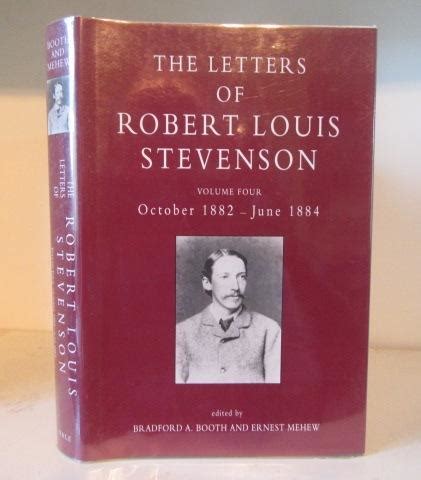 THE LETTERS
OF
ROBERT LOUIS
STEVENSON
VOLUME FOUR
October 1882 – June 1884
edited by
BRADFORD A. BOOTH AND ERNEST MEHEW
BOOTH
AND
MEHEW
THE
LETTERS
OF
ROBERT LOUIS
STEVENSON